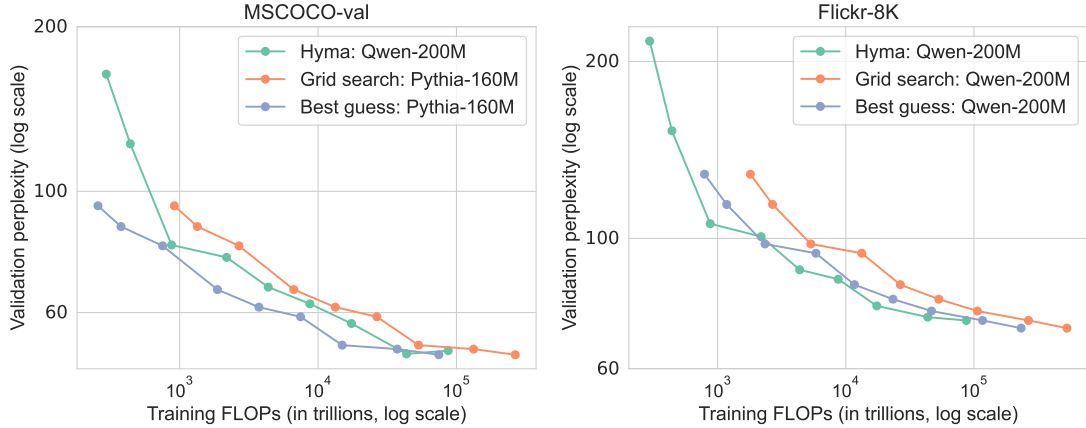 MSCOCO-val
Validation perplexity (log scale)
200
100
60
Hyma: Qwen-200M
Grid search: Pythia-160M
Best guess: Pythia-160M
10³ 10⁴ 10⁵
Training FLOPs (in trillions, log scale)
Flickr-8K
Validation perplexity (log scale)
200
100
60
Hyma: Qwen-200M
Grid search: Qwen-200M
Best guess: Qwen-200M
10³ 10⁴ 10⁵
Training FLOPs (in trillions, log scale)